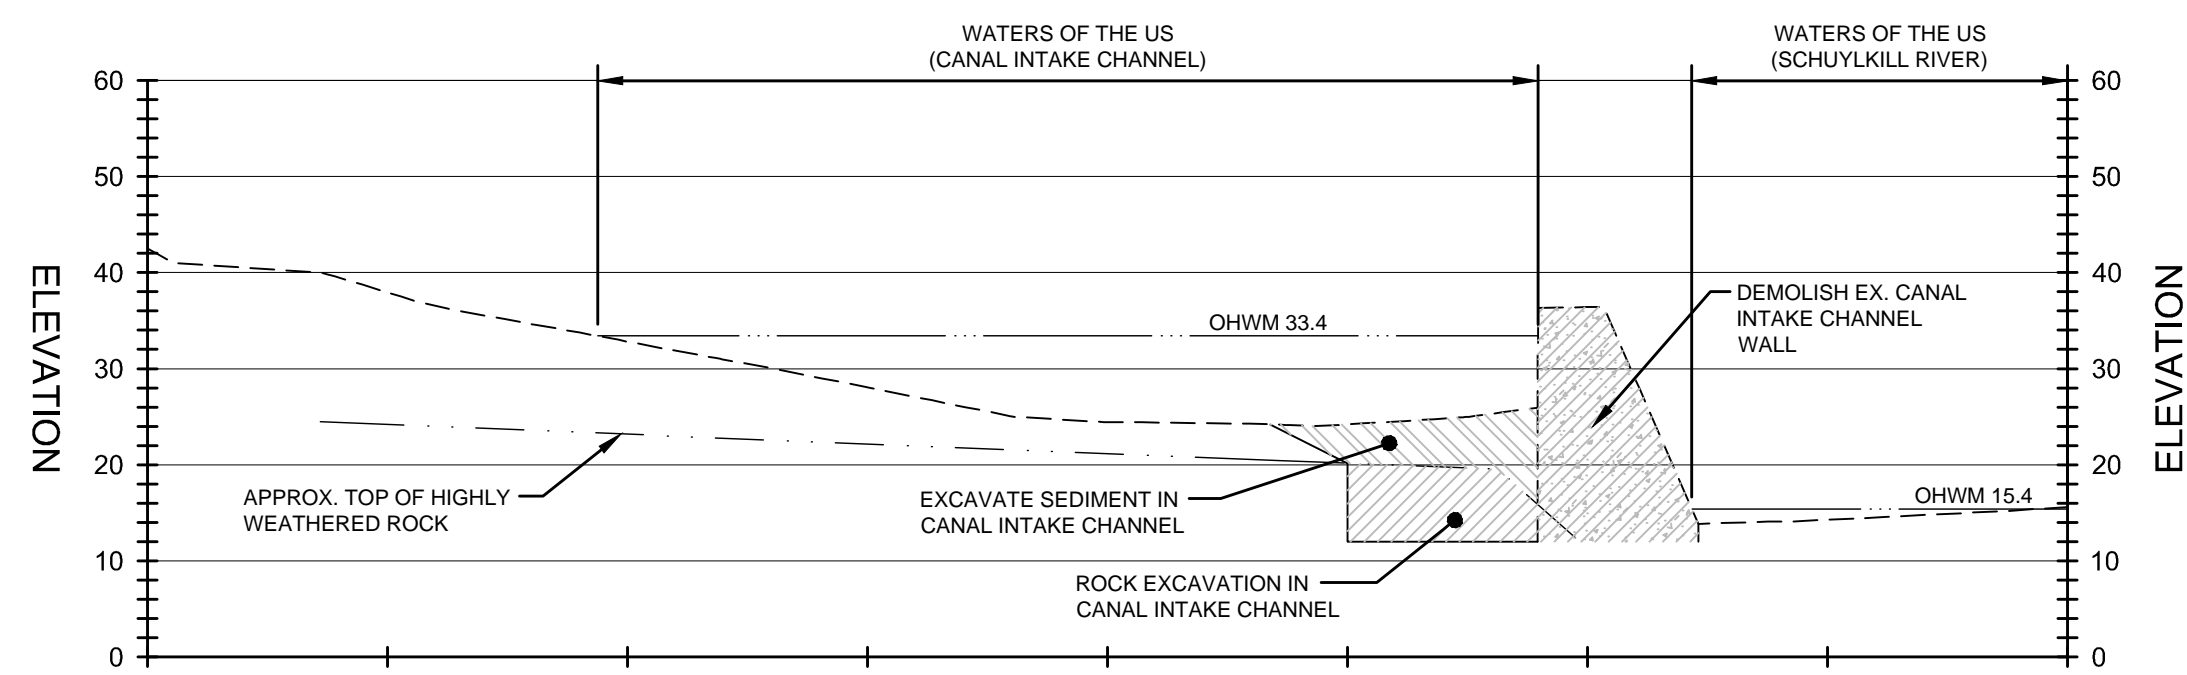 WATERS OF THE US
(CANAL INTAKE CHANNEL)
WATERS OF THE US
(SCHUYLKILL RIVER)
60
60
50
50
40
40
30
30
20
20
10
10
0
0
ELEVATION
ELEVATION
OHWM 33.4
DEMOLISH EX. CANAL
INTAKE CHANNEL
WALL
APPROX. TOP OF HIGHLY
WEATHERED ROCK
EXCAVATE SEDIMENT IN
CANAL INTAKE CHANNEL
OHWM 15.4
ROCK EXCAVATION IN
CANAL INTAKE CHANNEL